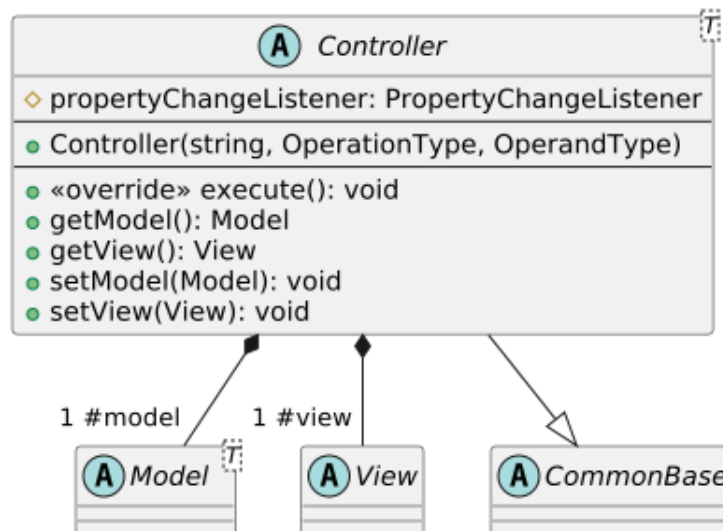 A Controller T
propertyChangeListener: PropertyChangeListener
Controller(string, OperationType, OperandType)
«override» execute(): void
getModel(): Model
getView(): View
setModel(Model): void
setView(View): void
1 #model 1 #view
A Model T A View A CommonBase